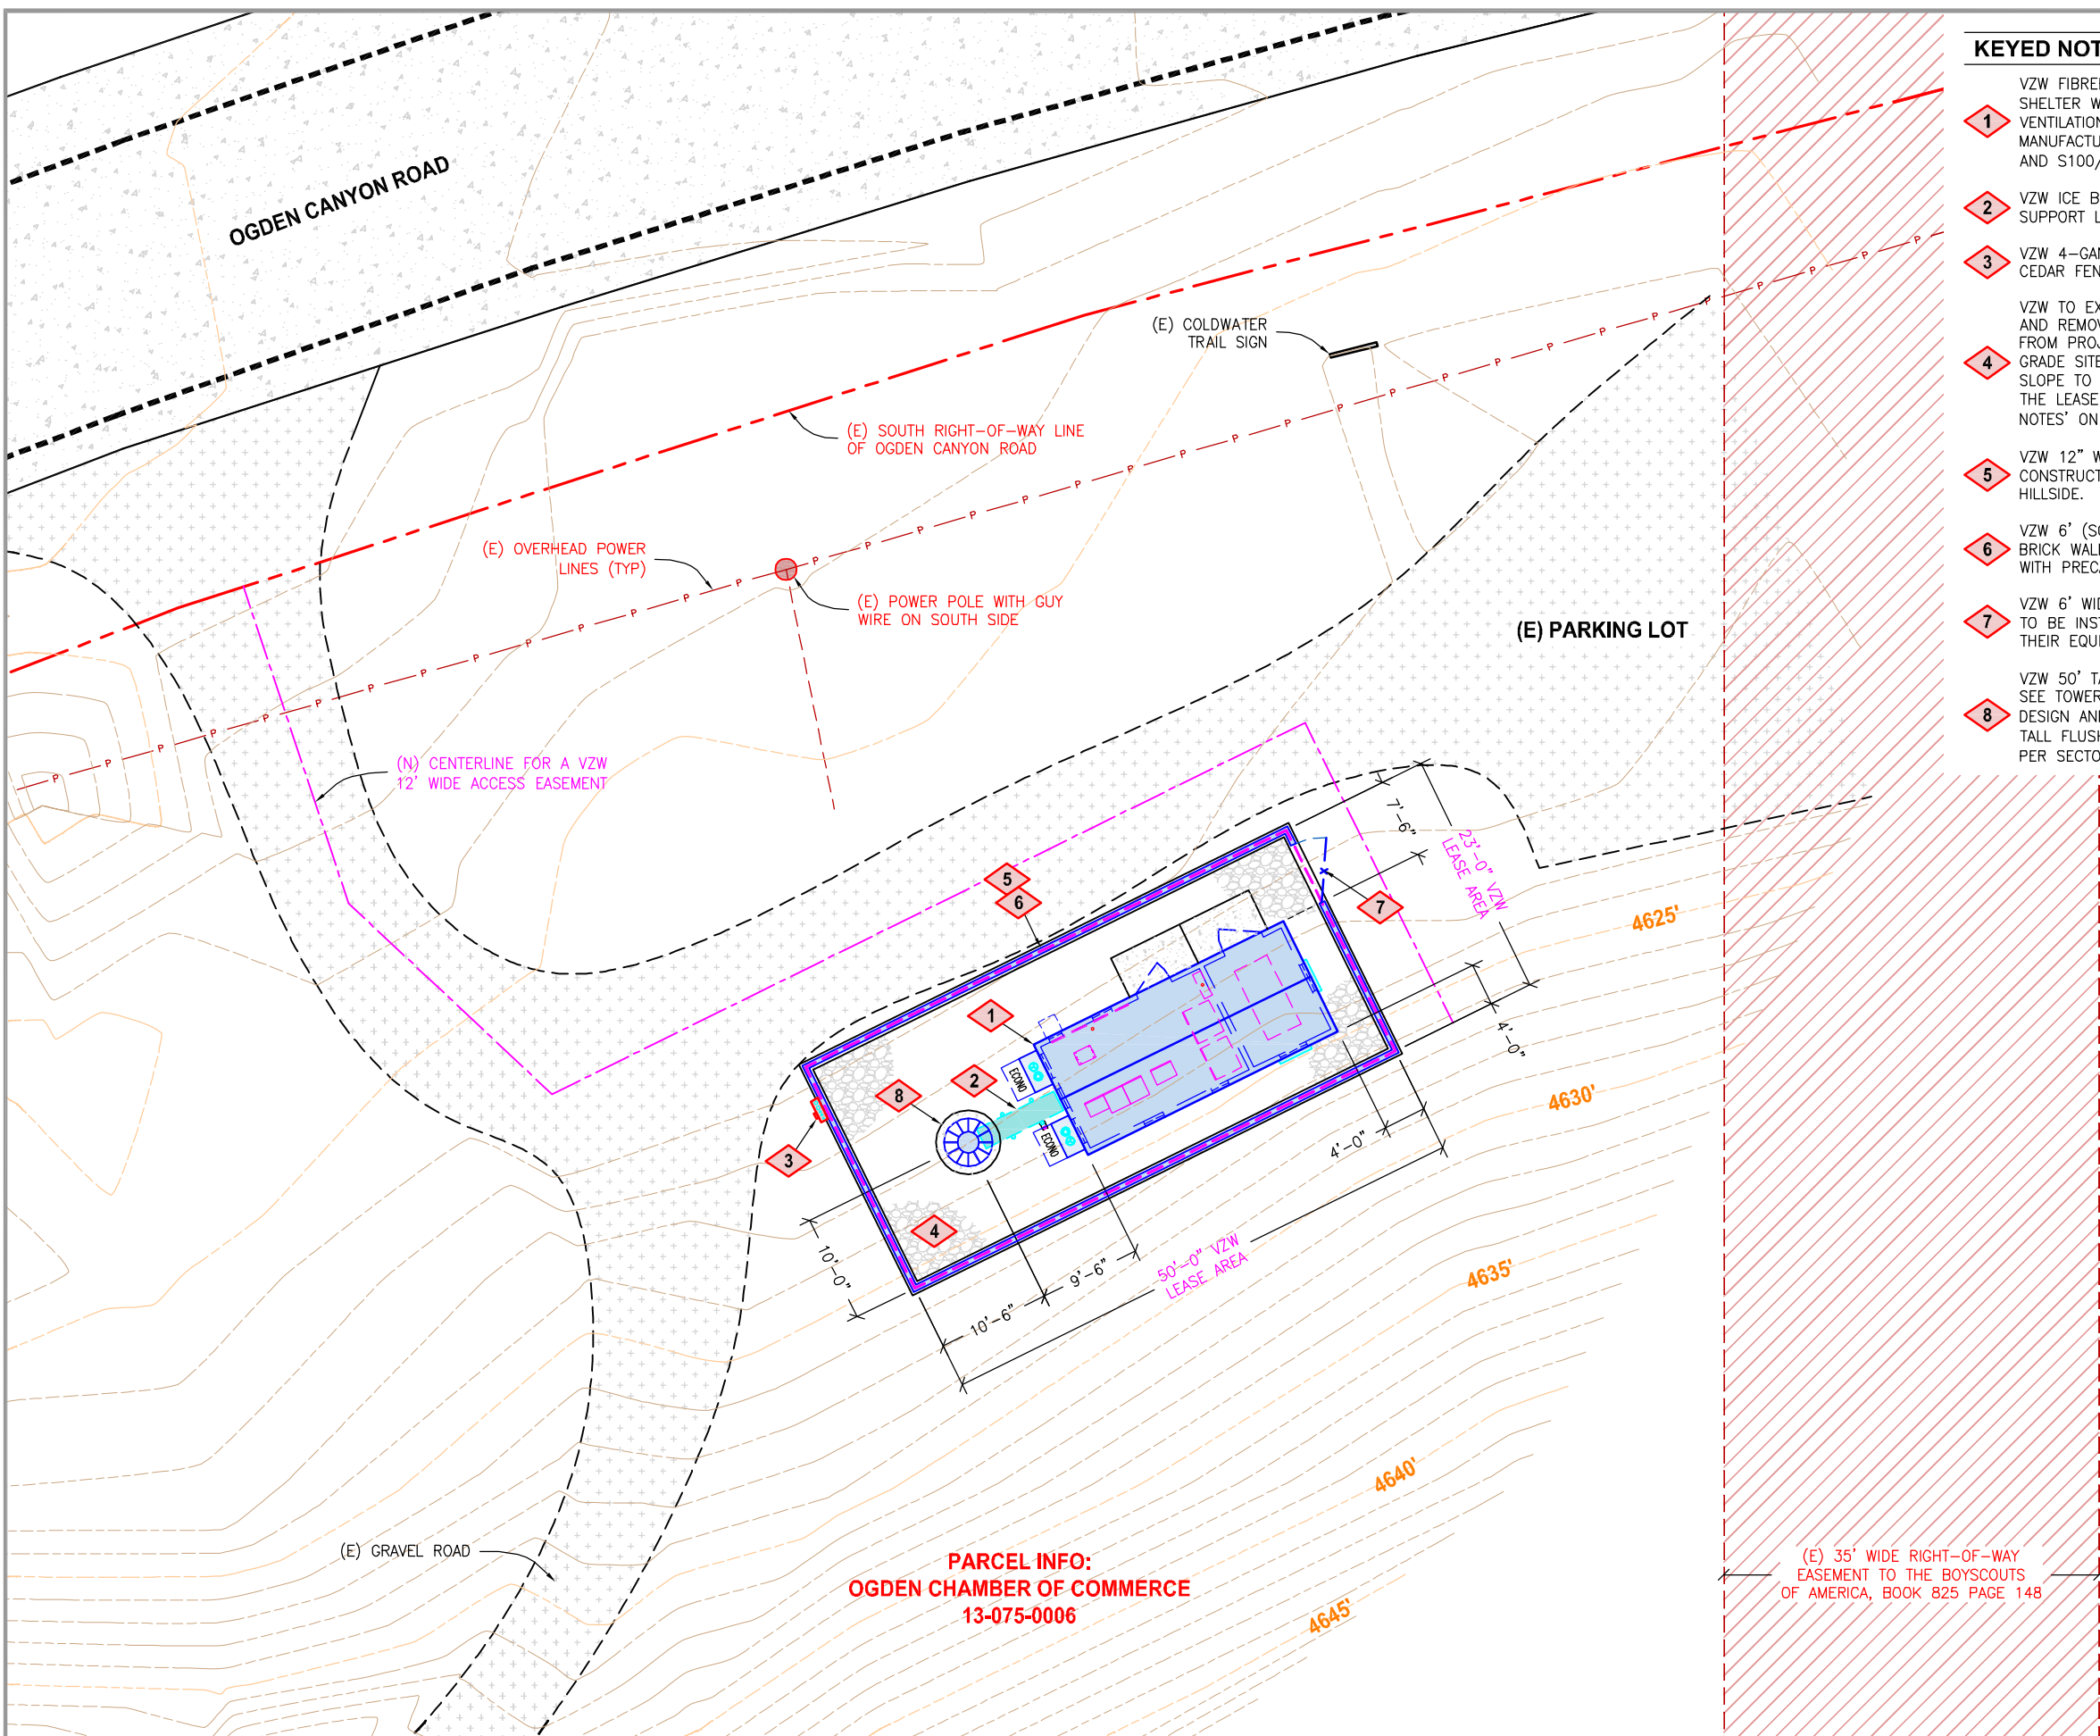 OGDEN CANYON ROAD
(E) COLDWATER
TRAIL SIGN
(E) SOUTH RIGHT-OF-WAY LINE
OF OGDEN CANYON ROAD
(E) OVERHEAD POWER
LINES (TYP)
(E) POWER POLE WITH GUY
WIRE ON SOUTH SIDE
(E) PARKING LOT
(N) CENTERLINE FOR A VZW
12' WIDE ACCESS EASEMENT
7'-6"
23'-0" VZW
LEASE AREA
5
6
7
1
2
8
3
4
ECONO
ECONO
4'-0"
4'-0"
10'-0"
10'-6"
9'-6"
50'-0" VZW
LEASE AREA
4625'
4630'
4635'
4640'
4645'
(E) GRAVEL ROAD
PARCEL INFO:
OGDEN CHAMBER OF COMMERCE
13-075-0006
(E) 35' WIDE RIGHT-OF-WAY
EASEMENT TO THE BOYSCOUTS
OF AMERICA, BOOK 825 PAGE 148
KEYED NOT
1
VZW FIBRE
SHELTER W
VENTILATION
MANUFACTU
AND S100/
2
VZW ICE B
SUPPORT L
3
VZW 4-GAN
CEDAR FEN
4
VZW TO EX
AND REMOV
FROM PROJ
GRADE SITE
SLOPE TO
THE LEASE
NOTES' ON
5
VZW 12" W
CONSTRUCT
HILLSIDE.
6
VZW 6' (SO
BRICK WAL
WITH PRECA
7
VZW 6' WID
TO BE INST
THEIR EQUI
8
VZW 50' TA
SEE TOWER
DESIGN AN
TALL FLUSH
PER SECTO
P P P P P P P P P P P P P P P P P P P P P P P P P P P P P P P P P P P